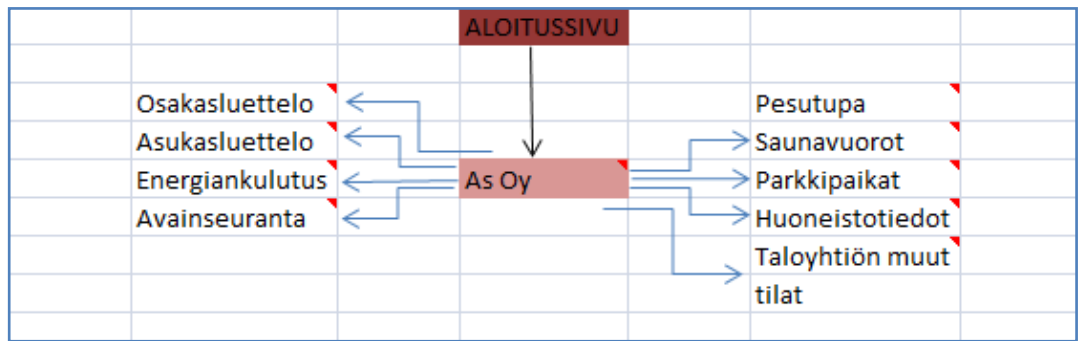 ALOITUSSIVU
Osakasluettelo
Pesutupa
Asukasluettelo
Saunavuorot
Energiankulutus
As Oy
Parkkipaikat
Avainseuranta
Huoneistotiedot
Taloyhtiön muut
tilat